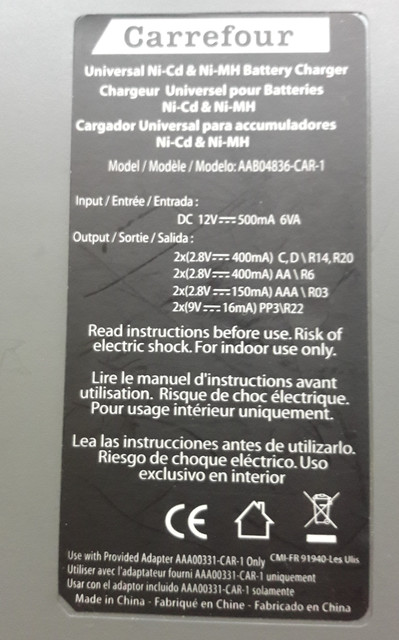 Carrefour
Universal Ni-Cd & Ni-MH Battery Charger
Chargeur Universel pour Batteries
Ni-Cd & Ni-MH
Cargador Universal para accumuladores
Ni-Cd & Ni-MH
Model / Modèle / Modelo: AAB04836-CAR-1
Input / Entrée / Entrada :
DC 12V⎓500mA 6VA
Output / Sortie / Salida :
2x(2.8V⎓400mA) C, D \ R14, R20
2x(2.8V⎓400mA) AA \ R6
2x(2.8V⎓150mA) AAA \ R03
2x(9V⎓16mA) PP3\R22
Read instructions before use. Risk of
electric shock. For indoor use only.
Lire le manuel d'instructions avant
utilisation. Risque de choc électrique.
Pour usage intérieur uniquement.
Lea las instrucciones antes de utilizarlo.
Riesgo de choque eléctrico. Uso
exclusivo en interior
CE
Use with Provided Adapter AAA00331-CAR-1 Only CMI-FR 91940-Les Ulis
Utiliser avec l'adaptateur fourni AAA00331-CAR-1 uniquement
Usar con el adaptor incluido AAA00331-CAR-1 solamente
Made in China - Fabriqué en Chine - Fabricado en China